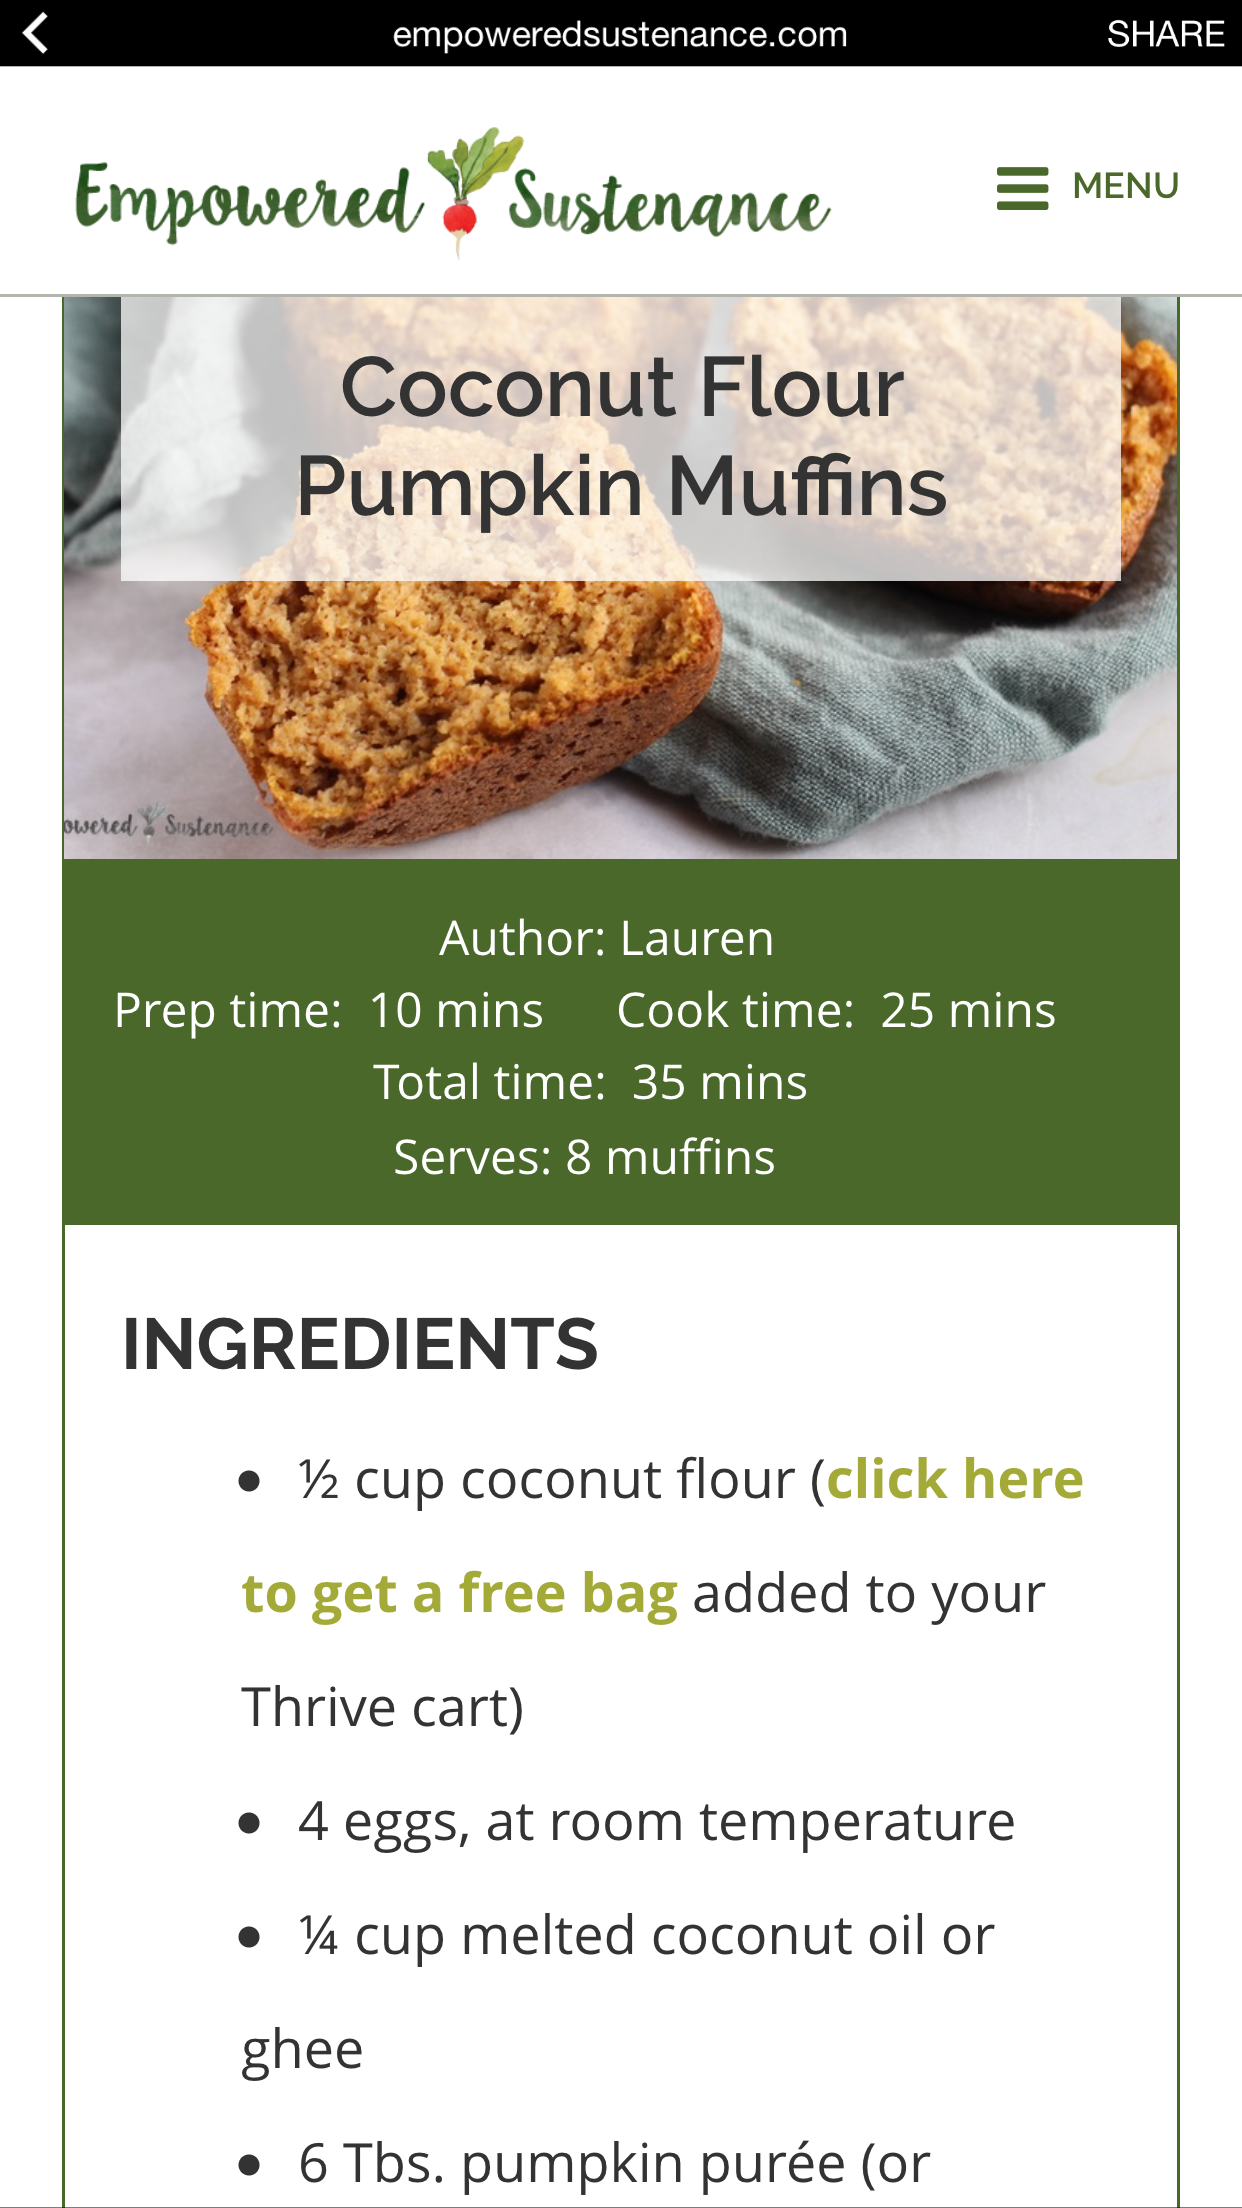 empoweredsustenance.com SHARE
Empowered Sustenance MENU
Coconut Flour
Pumpkin Muffins
owered Sustenance
Author: Lauren
Prep time: 10 mins Cook time: 25 mins
Total time: 35 mins
Serves: 8 muffins
INGREDIENTS
• ½ cup coconut flour (click here
to get a free bag added to your
Thrive cart)
• 4 eggs, at room temperature
• ¼ cup melted coconut oil or
ghee
• 6 Tbs. pumpkin purée (or